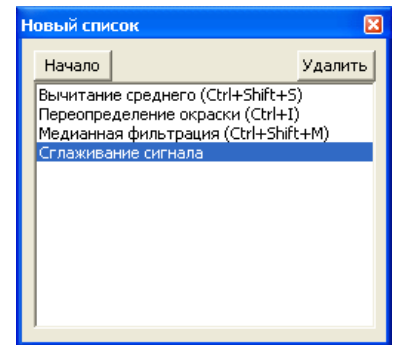 Новый список
Начало Удалить
Вычитание среднего (Ctrl+Shift+S)
Переопределение окраски (Ctrl+I)
Медианная фильтрация (Ctrl+Shift+M)
Сглаживание сигнала